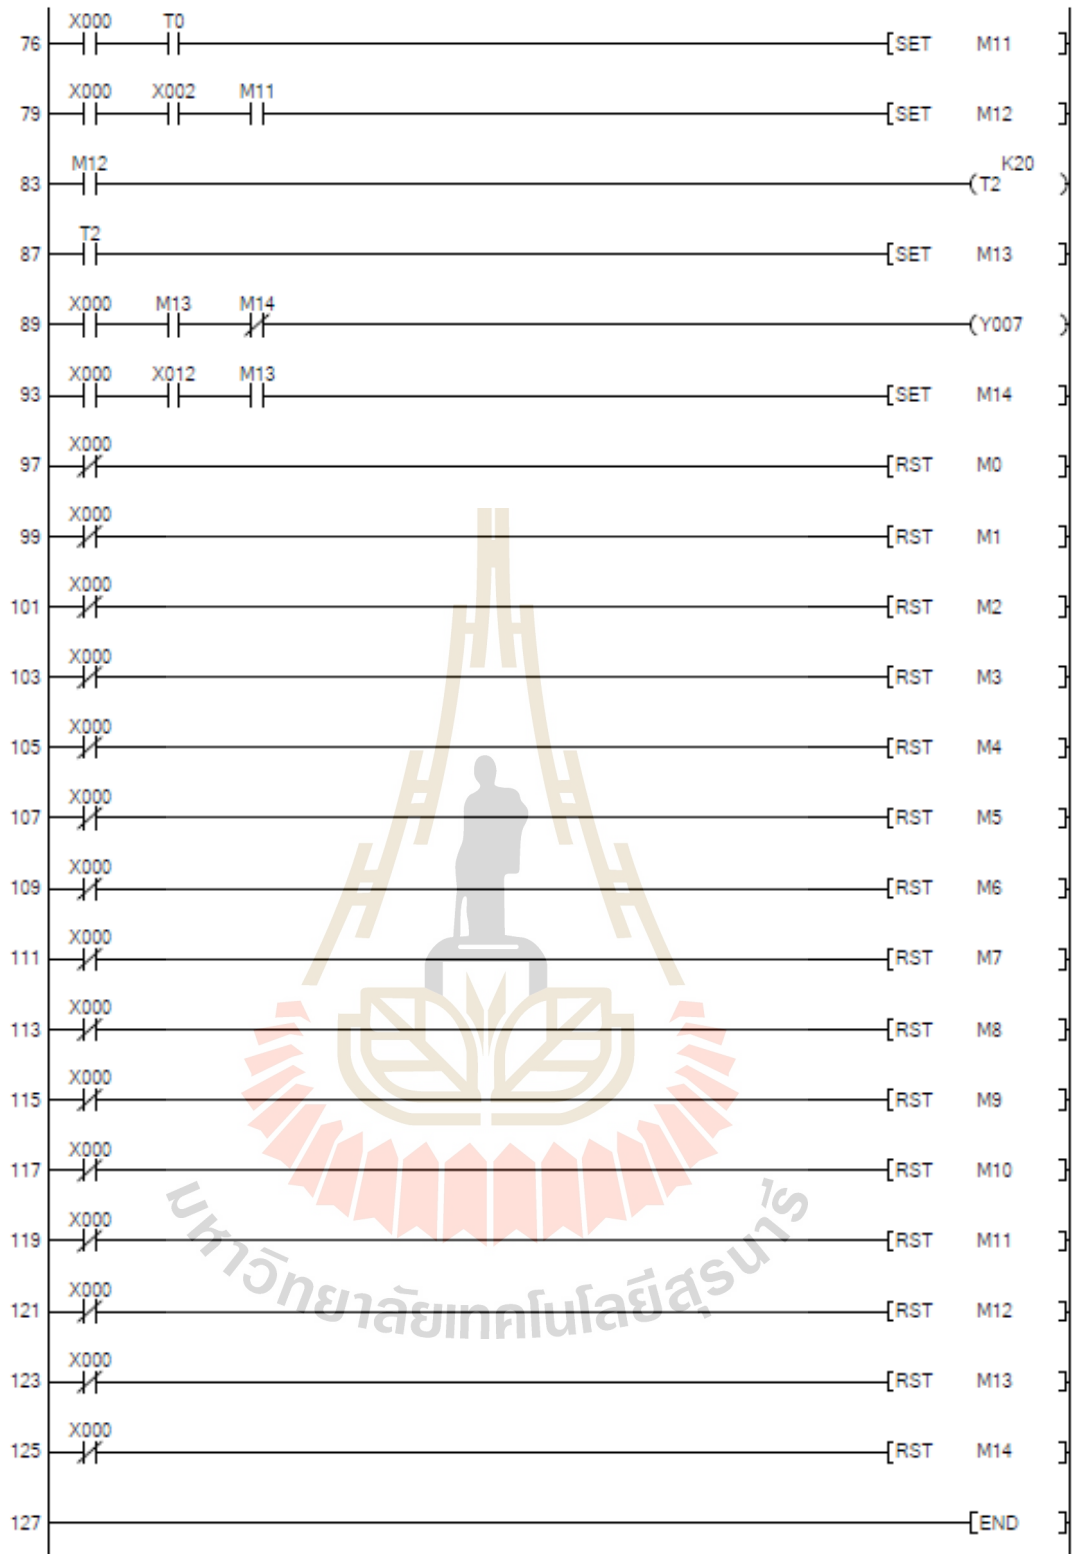 X000 T0
76 [SET M11 ]
X000 X002 M11
79 [SET M12 ]
M12 K20
83 (T2 )
T2
87 [SET M13 ]
X000 M13 M14
89 (Y007 )
X000 X012 M13
93 [SET M14 ]
X000
97 [RST M0 ]
X000
99 [RST M1 ]
X000
101 [RST M2 ]
X000
103 [RST M3 ]
X000
105 [RST M4 ]
X000
107 [RST M5 ]
X000
109 [RST M6 ]
X000
111 [RST M7 ]
X000
113 [RST M8 ]
X000
115 [RST M9 ]
X000
117 [RST M10 ]
X000
119 [RST M11 ]
X000
121 [RST M12 ]
X000
123 [RST M13 ]
X000
125 [RST M14 ]
127 [END ]
มหาวิทยาลัยเทคโนโลยีสุรนารี